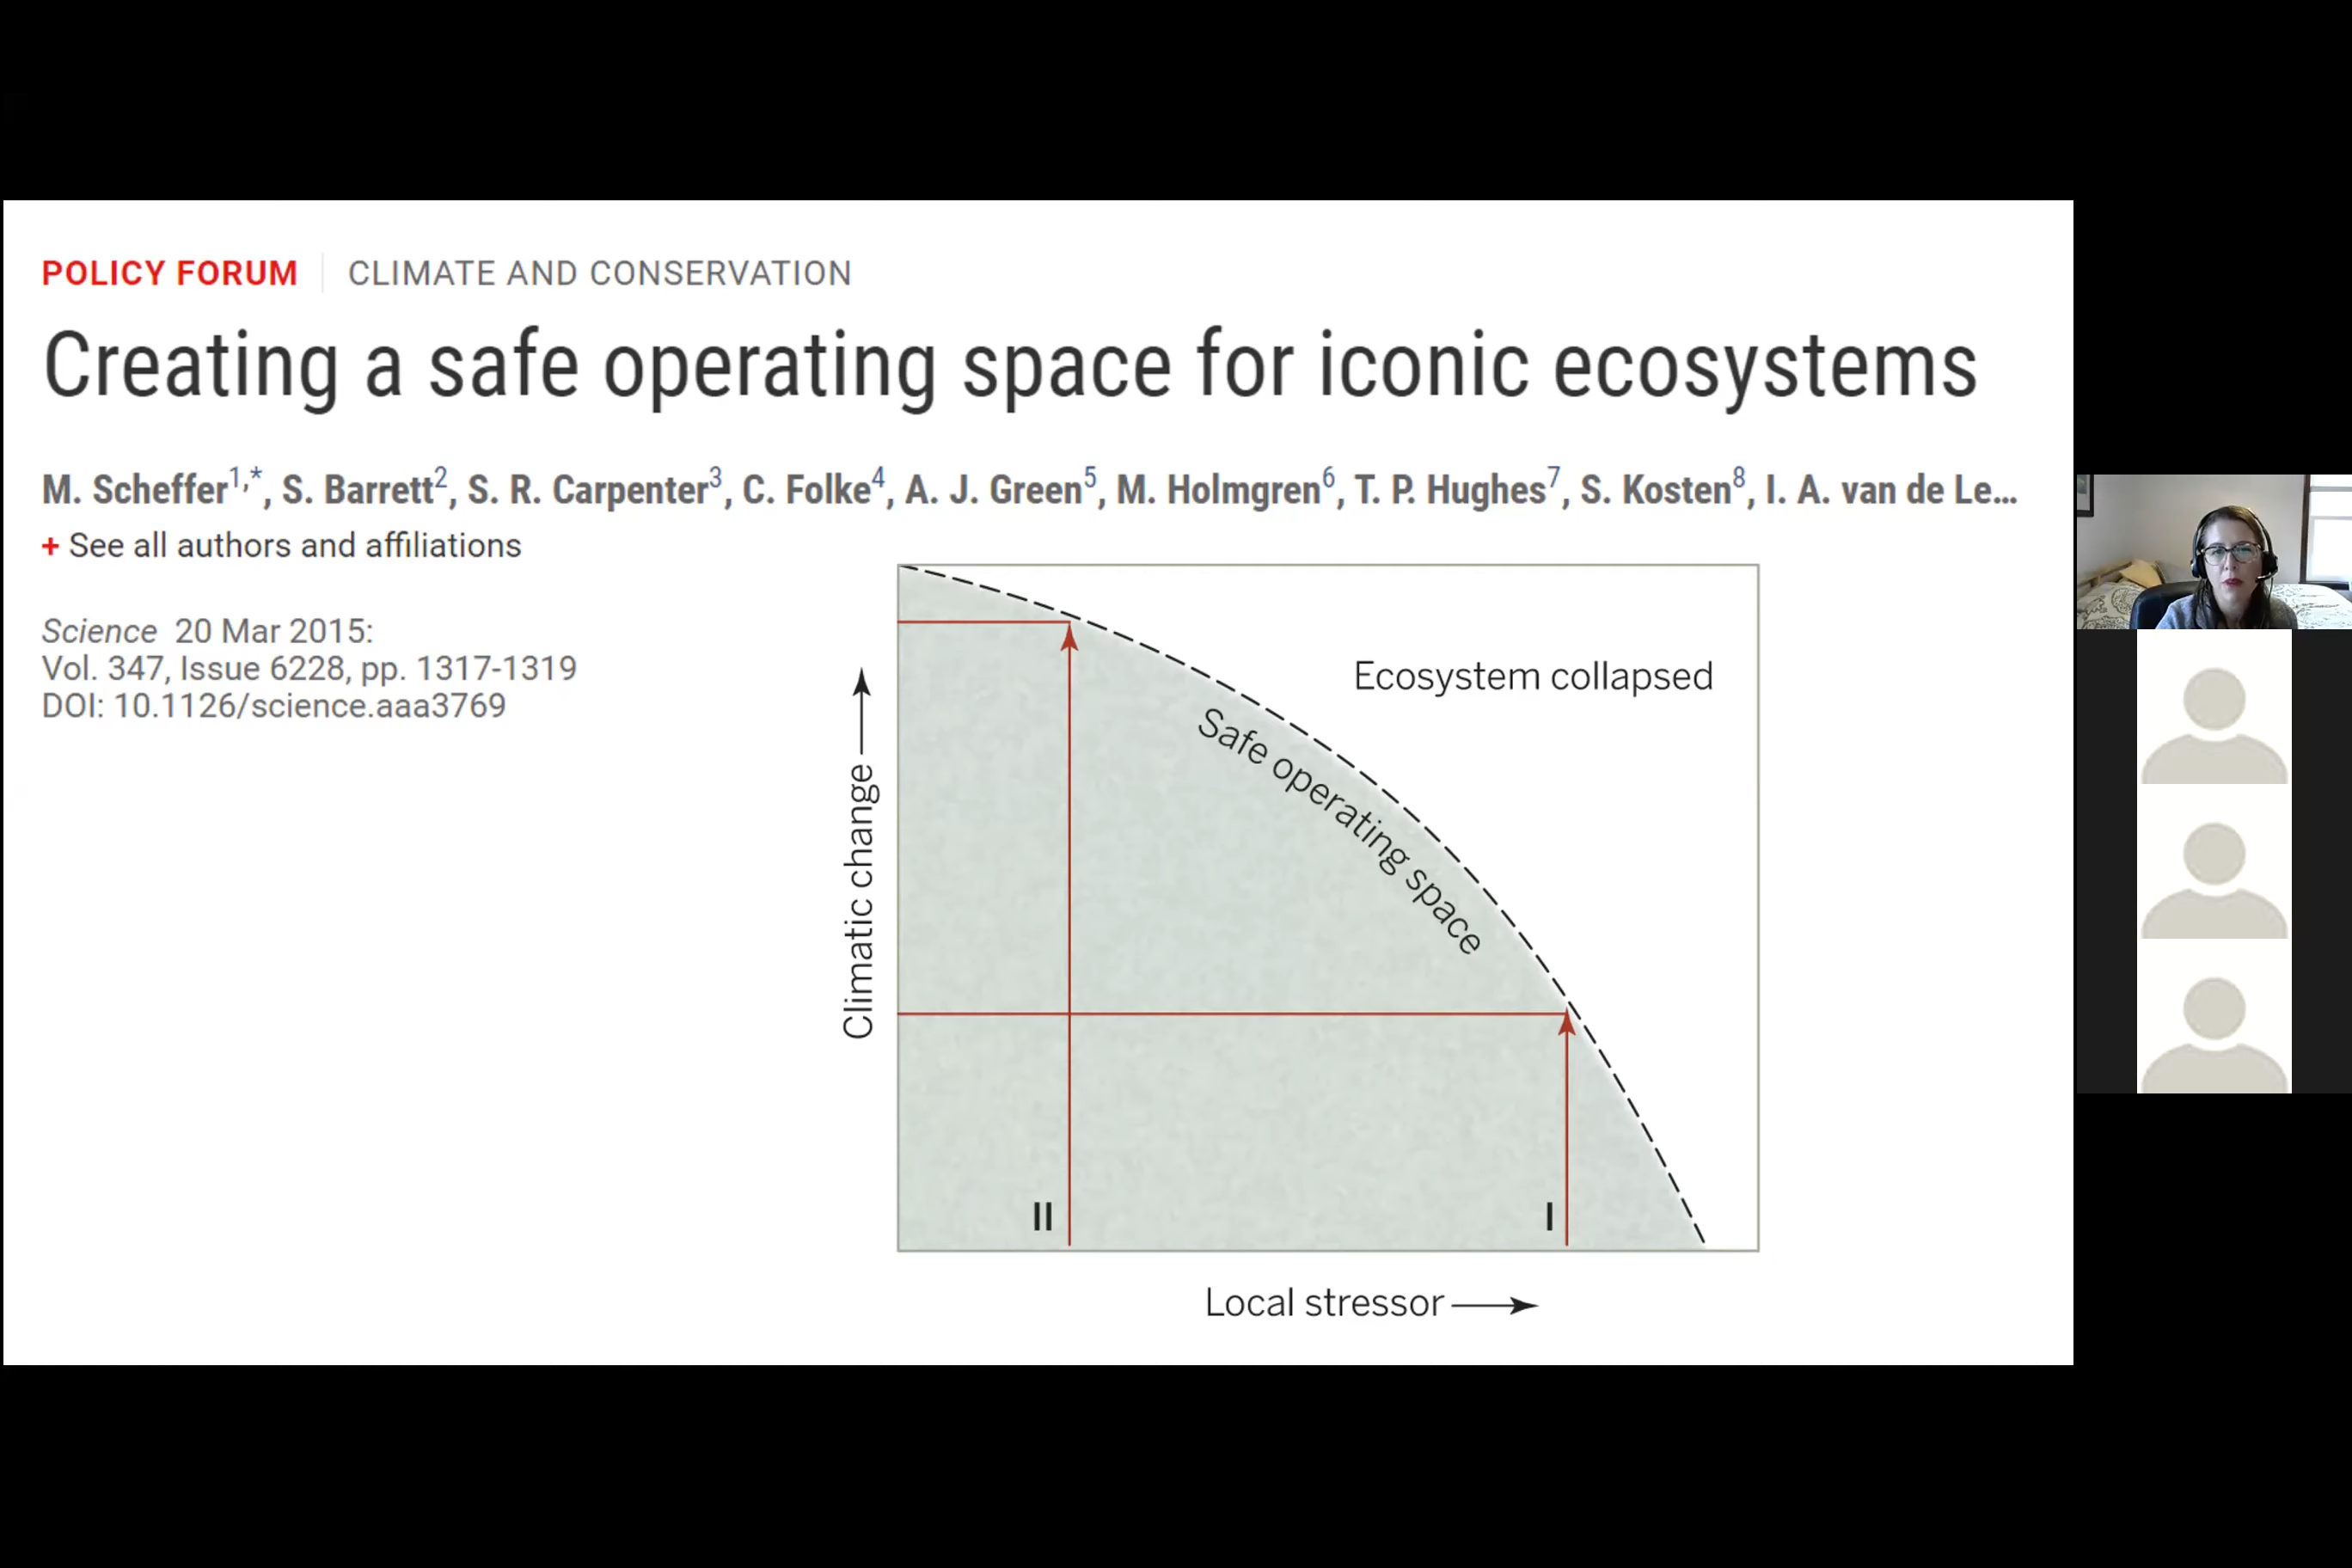 POLICY FORUM CLIMATE AND CONSERVATION
Creating a safe operating space for iconic ecosystems
M. Scheffer1,*, S. Barrett2, S. R. Carpenter3, C. Folke4, A. J. Green5, M. Holmgren6, T. P. Hughes7, S. Kosten8, I. A. van de Le...
+ See all authors and affiliations
Science 20 Mar 2015:
Vol. 347, Issue 6228, pp. 1317-1319
DOI: 10.1126/science.aaa3769
Ecosystem collapsed
Safe operating space
Climatic change
II
I
Local stressor